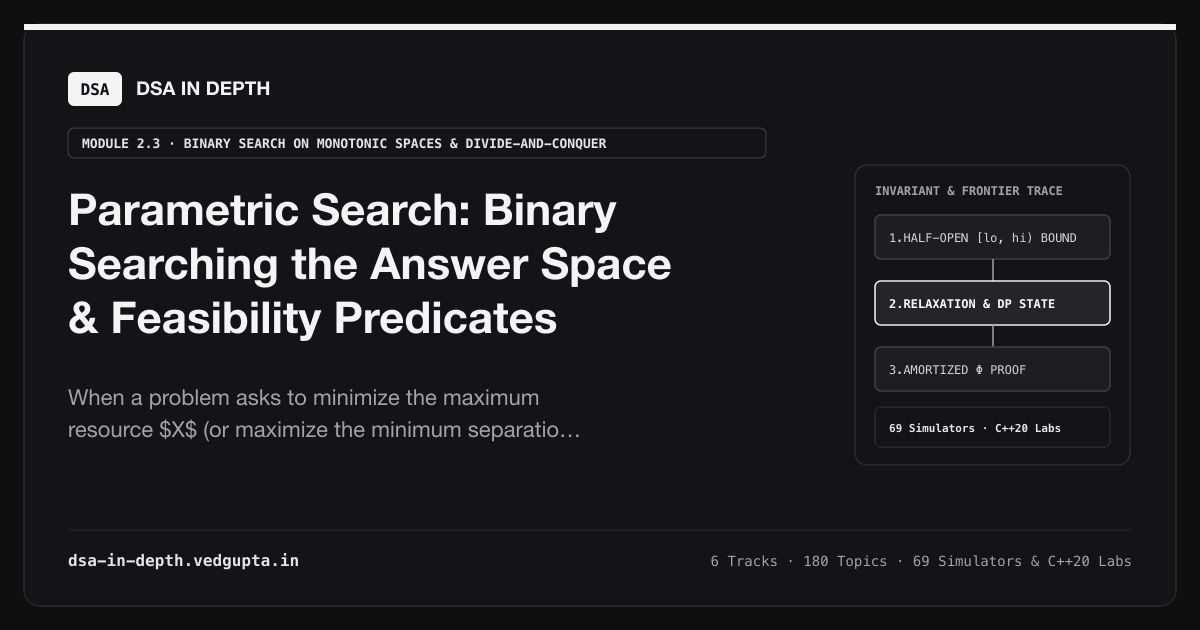 DSA DSA IN DEPTH
MODULE 2.3 · BINARY SEARCH ON MONOTONIC SPACES & DIVIDE-AND-CONQUER
Parametric Search: Binary
Searching the Answer Space
& Feasibility Predicates
When a problem asks to minimize the maximum
resource $X$ (or maximize the minimum separatio…
INVARIANT & FRONTIER TRACE
1.HALF-OPEN [lo, hi) BOUND
2.RELAXATION & DP STATE
3.AMORTIZED Φ PROOF
69 Simulators · C++20 Labs
dsa-in-depth.vedgupta.in
6 Tracks · 180 Topics · 69 Simulators & C++20 Labs